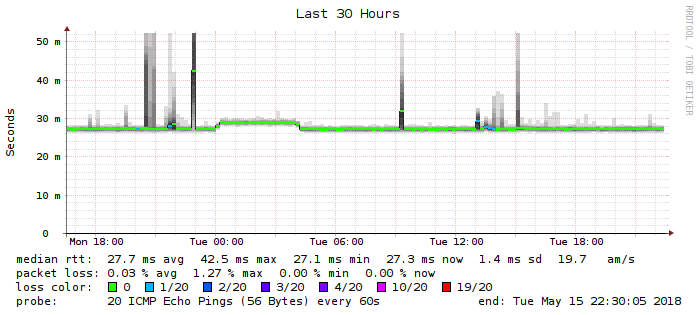 Last 30 Hours
RRDTOOL / TOBI OETIKER
Seconds
50 m
40 m
30 m
20 m
10 m
0
Mon 18:00 Tue 00:00 Tue 06:00 Tue 12:00 Tue 18:00
median rtt: 27.7 ms avg 42.5 ms max 27.1 ms min 27.3 ms now 1.4 ms sd 19.7 am/s
packet loss: 0.03 % avg 1.27 % max 0.00 % min 0.00 % now
loss color: 0 1/20 2/20 3/20 4/20 10/20 19/20
probe: 20 ICMP Echo Pings (56 Bytes) every 60s end: Tue May 15 22:30:05 2018